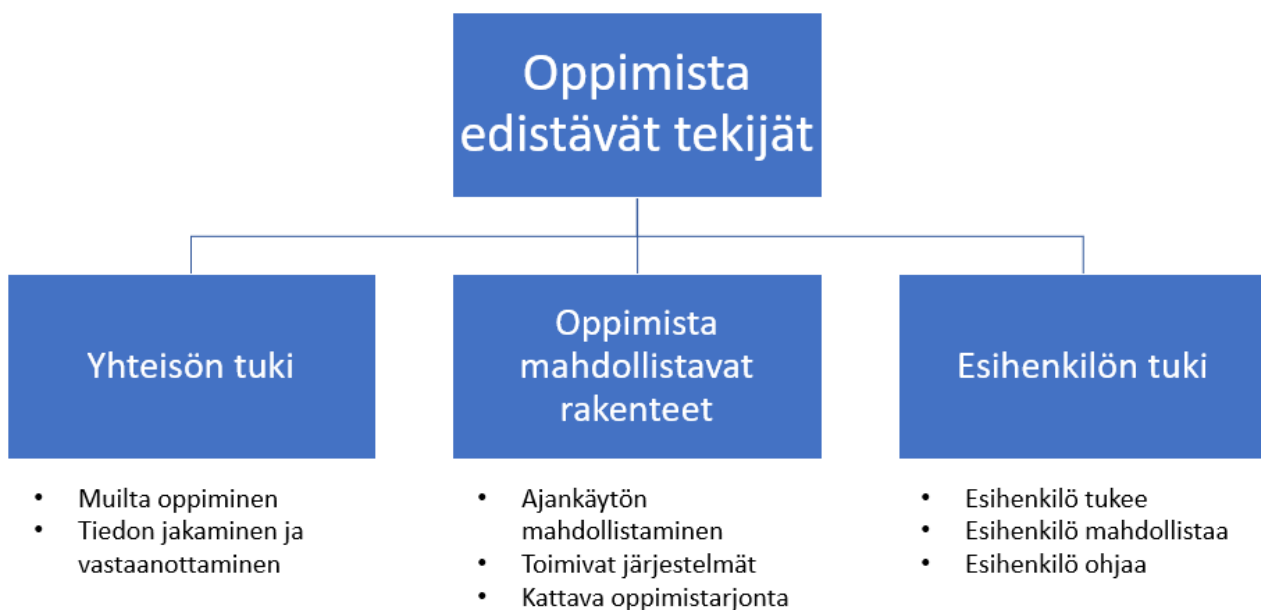 Oppimista
edistävät tekijät
Yhteisön tuki
Oppimista
mahdollistavat
rakenteet
Esihenkilön tuki
• Muilta oppiminen
• Tiedon jakaminen ja
vastaanottaminen
• Ajankäytön
mahdollistaminen
• Toimivat järjestelmät
• Kattava oppimistarjonta
• Esihenkilö tukee
• Esihenkilö mahdollistaa
• Esihenkilö ohjaa